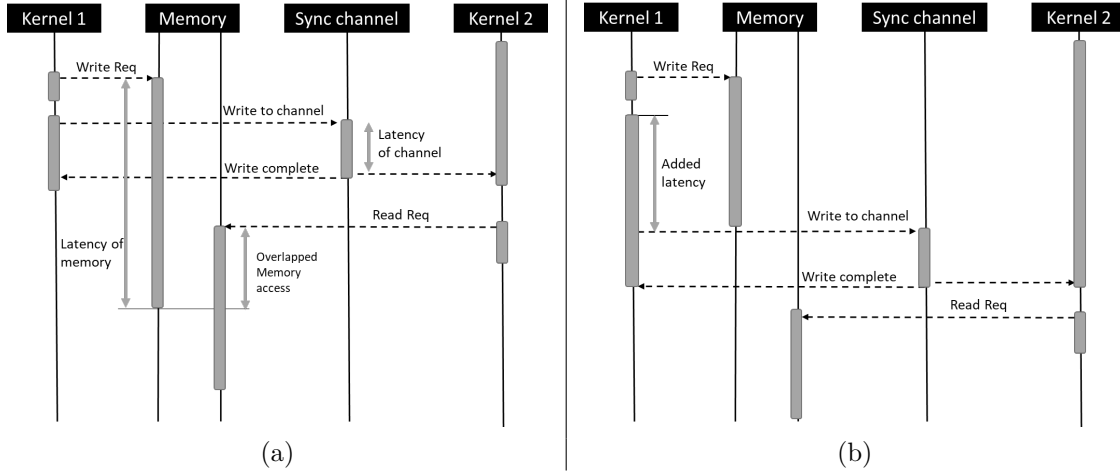 Kernel 1
Memory
Sync channel
Kernel 2
Write Req
Write to channel
Latency
of channel
Write complete
Read Req
Latency of
memory
Overlapped
Memory
access
(a)
Kernel 1
Memory
Sync channel
Kernel 2
Write Req
Added
latency
Write to channel
Write complete
Read Req
(b)